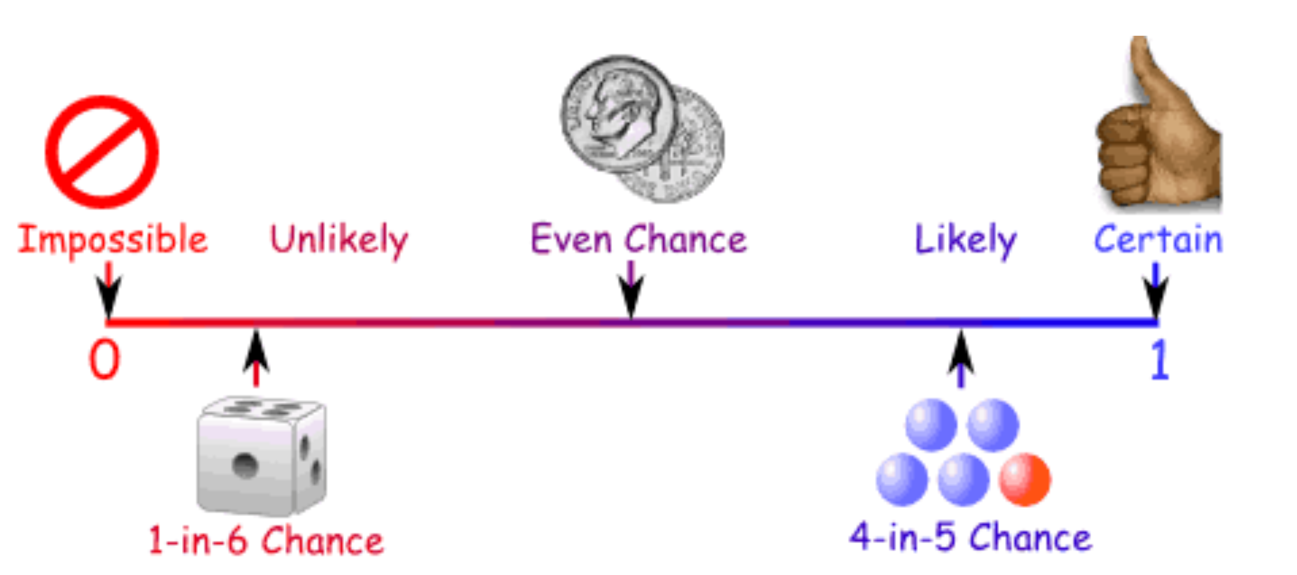 Impossible Unlikely Even Chance Likely Certain
0 1
1-in-6 Chance 4-in-5 Chance